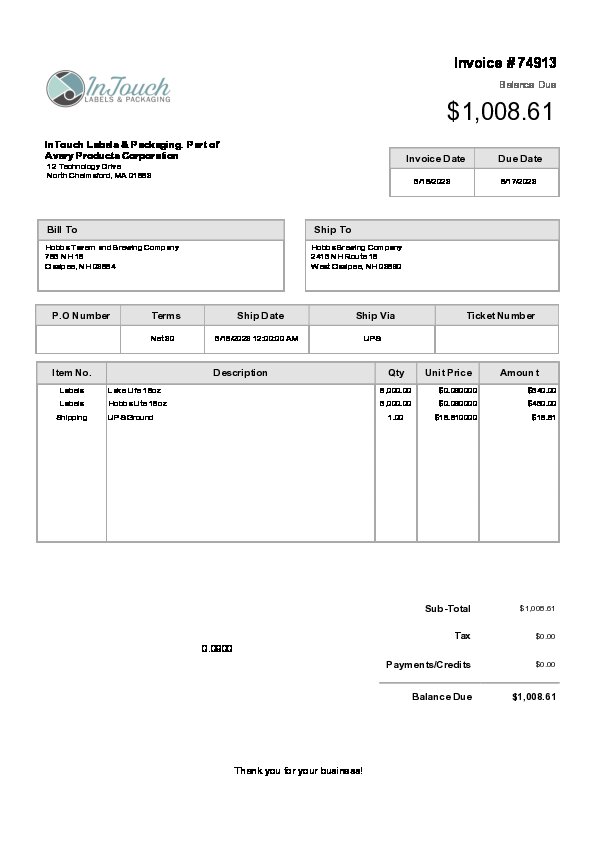 InTouch
LABELS & PACKAGING
Invoice #74913
Balance Due
$1,008.61
InTouch Labels & Packaging. Part of
Avery Products Corporation
12 Technology Drive
North Chelmsford, MA 01863
Invoice Date Due Date
5/18/2023 6/17/2023
Bill To
Hobbs Tavern and Brewing Company
765 NH 16
Ossipee, NH 03864
Ship To
Hobbs Brewing Company
2415 NH Route 16
West Ossipee, NH 03890
P.O Number Terms Ship Date Ship Via Ticket Number
Net 30 5/18/2023 12:00:00 AM UPS
Item No. Description Qty Unit Price Amount
Labels Lake Life 16oz 6,000.00 $0.090000 $540.00
Labels Hobbs Lite 16oz 5,000.00 $0.090000 $450.00
Shipping UPS Ground 1.00 $18.610000 $18.61
Sub-Total $1,008.61
Tax $0.00
0.0000
Payments/Credits $0.00
Balance Due $1,008.61
Thank you for your business!